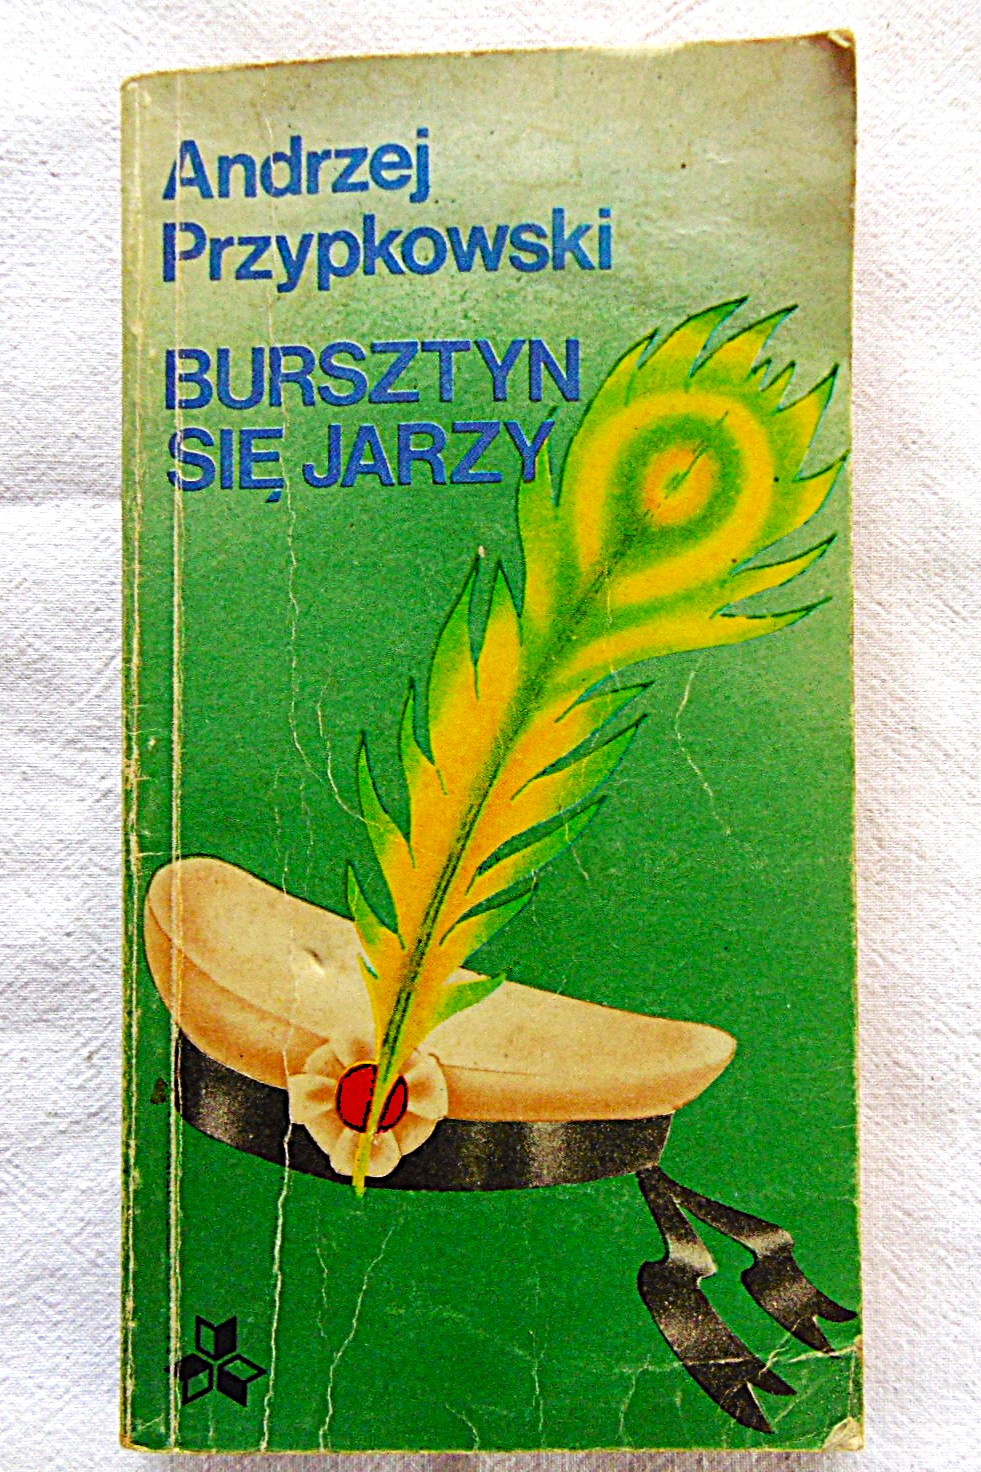 Andrzej
Przypkowski
BURSZTYN
SIĘ JARZY